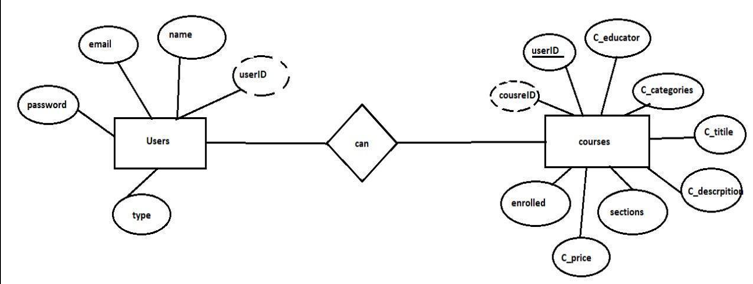 email
name
userID
password
Users
type
can
userID
C_educator
cousreID
C_categories
courses
C_titile
C_descrpition
enrolled
sections
C_price